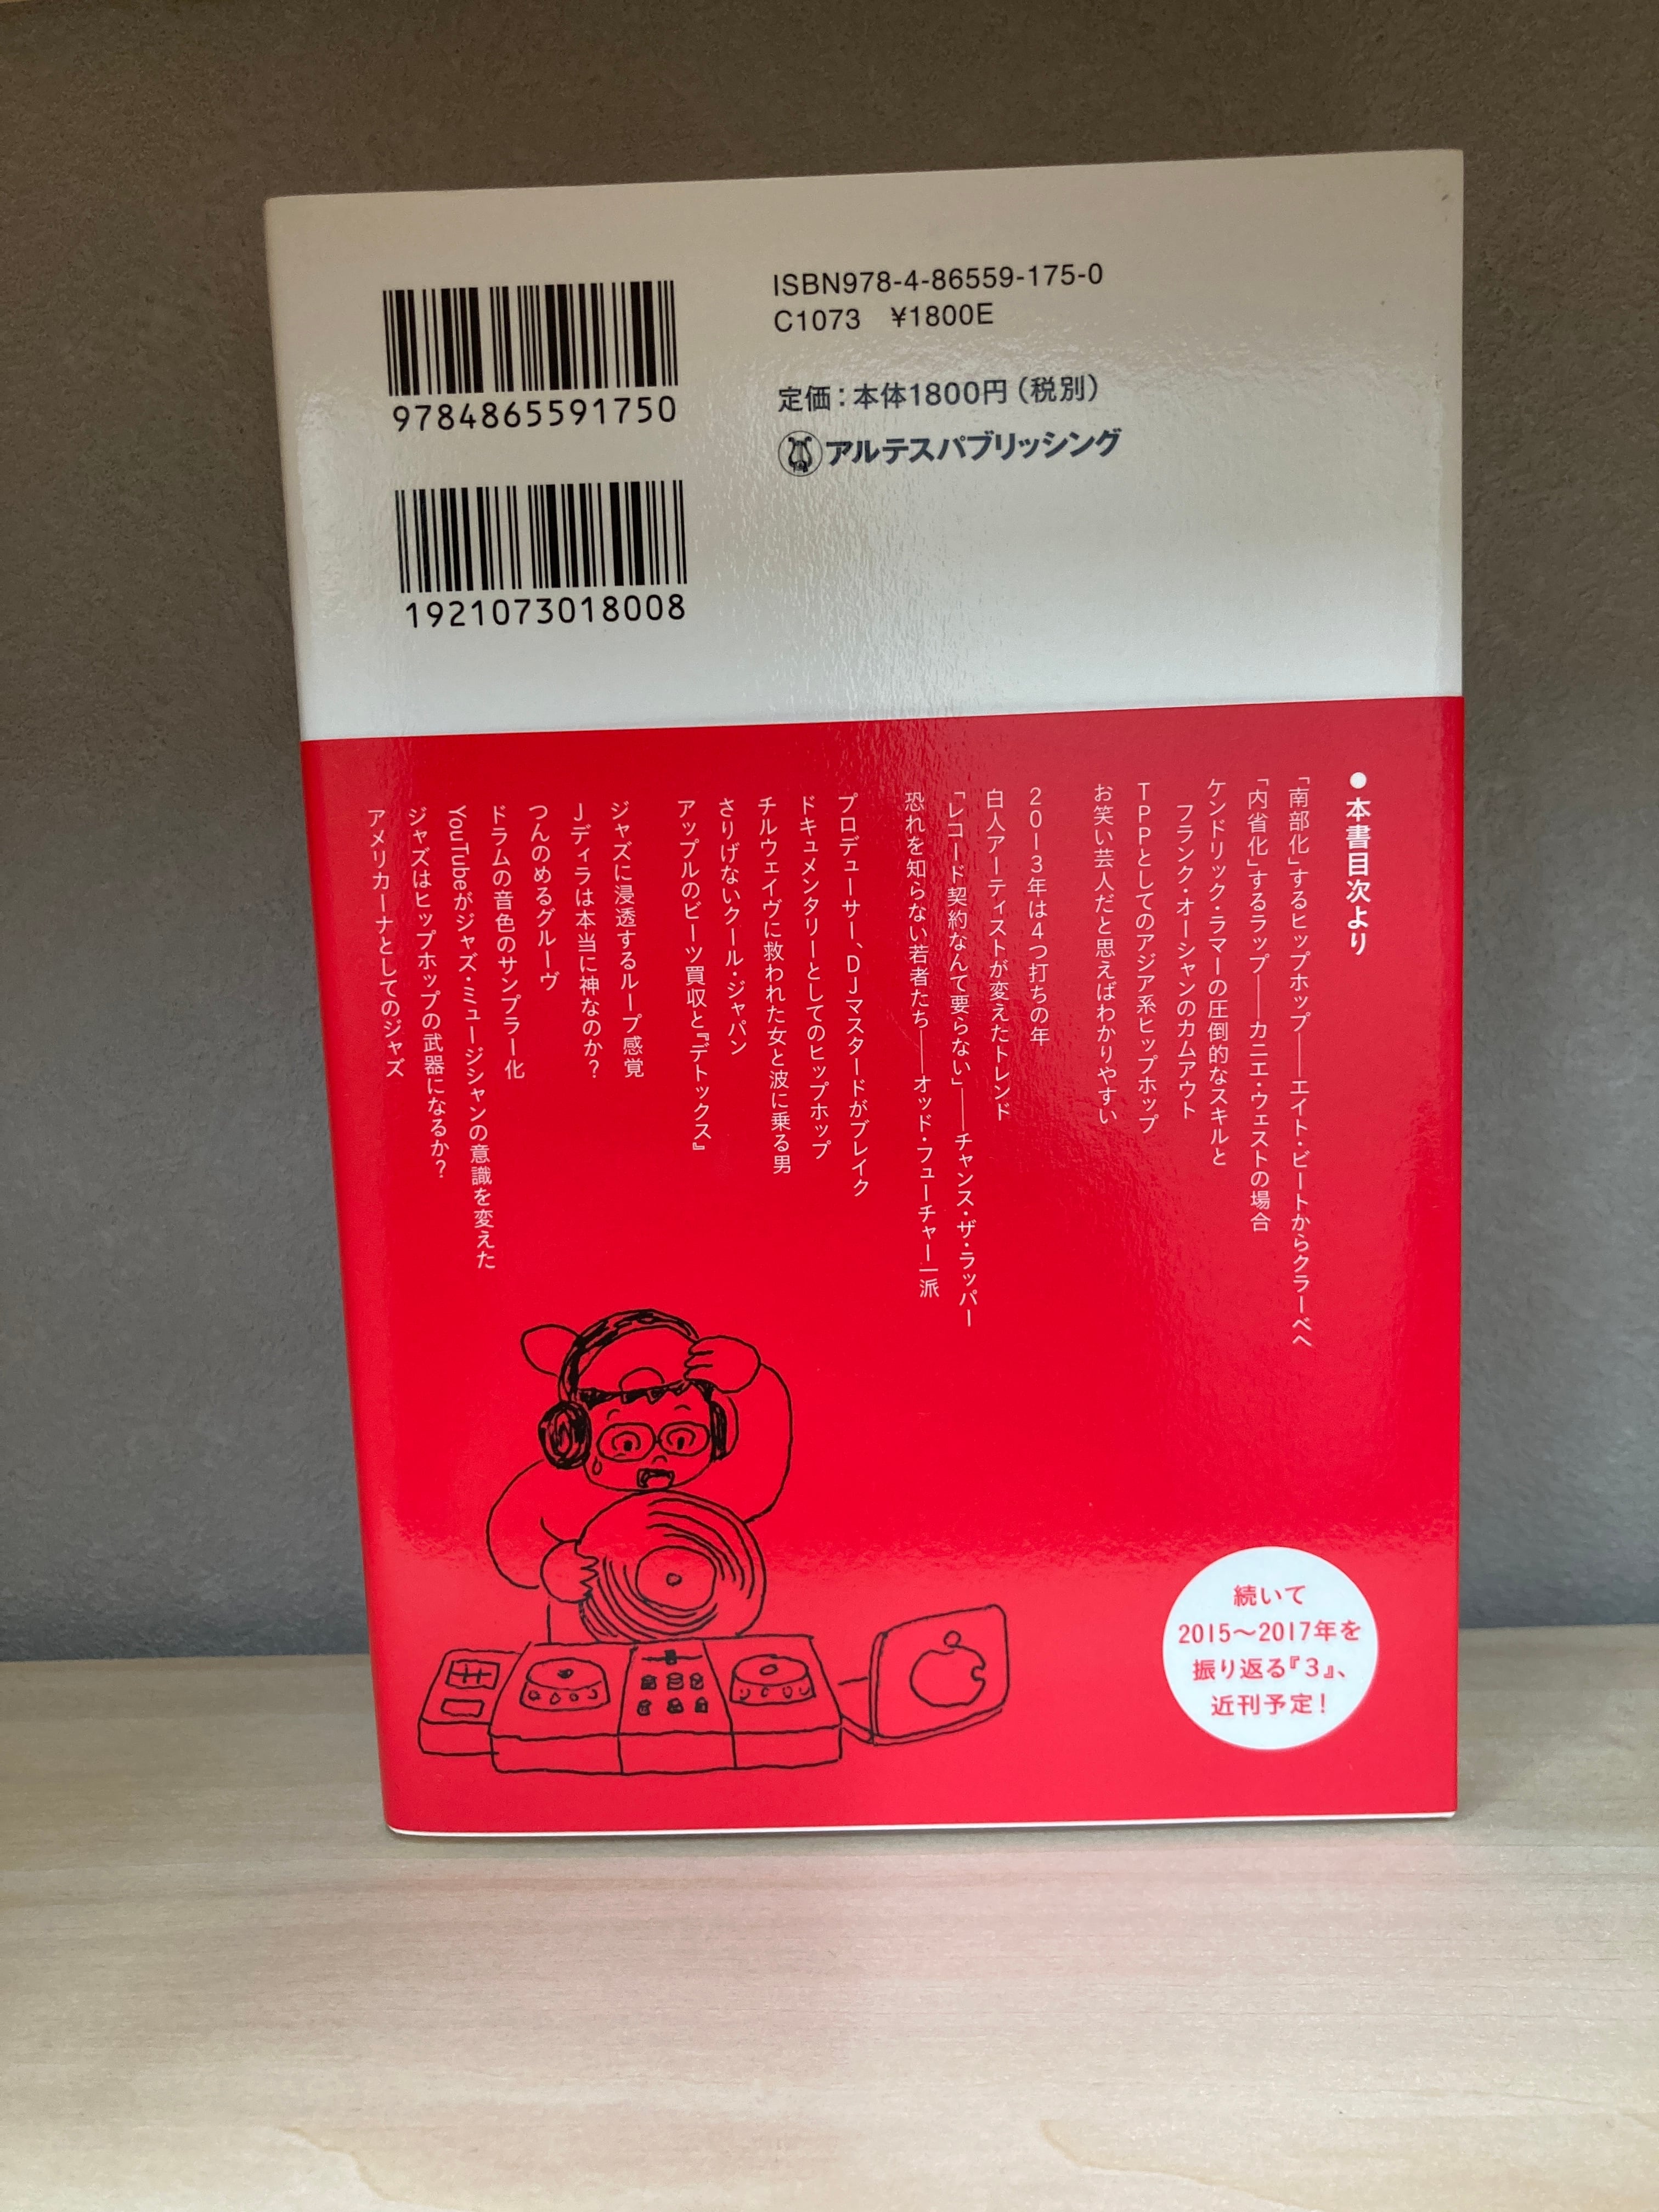 ISBN978-4-86559-175-0
C1073 ¥1800E
9784865591750
定価：本体1800円（税別）
アルテスパブリッシング
1921073018008
●本書目次より
「南部化」するヒップホップ――エイト・ビートからクラーベへ
「内省化」するラップ――カニエ・ウェストの場合
ケンドリック・ラマーの圧倒的なスキルと
フランク・オーシャンのカムアウト
TPPとしてのアジア系ヒップホップ
お笑い芸人だと思えばわかりやすい
2013年は4つ打ちの年
白人アーティストが変えたトレンド
「レコード契約なんて要らない」――チャンス・ザ・ラッパー
恐れを知らない若者たち――オッド・フューチャー一派
プロデューサー、DJマスタードがブレイク
ドキュメンタリーとしてのヒップホップ
チルウェイヴに救われた女と波に乗る男
さりげないクール・ジャパン
アップルのビーツ買収と『デトックス』
ジャズに浸透するループ感覚
Jディラは本当に神なのか？
つんのめるグルーヴ
ドラムの音色のサンプラー化
YouTubeがジャズ・ミュージシャンの意識を変えた
ジャズはヒップホップの武器になるか？
アメリカーナとしてのジャズ
続いて
2015〜2017年を
振り返る『3』、
近刊予定！